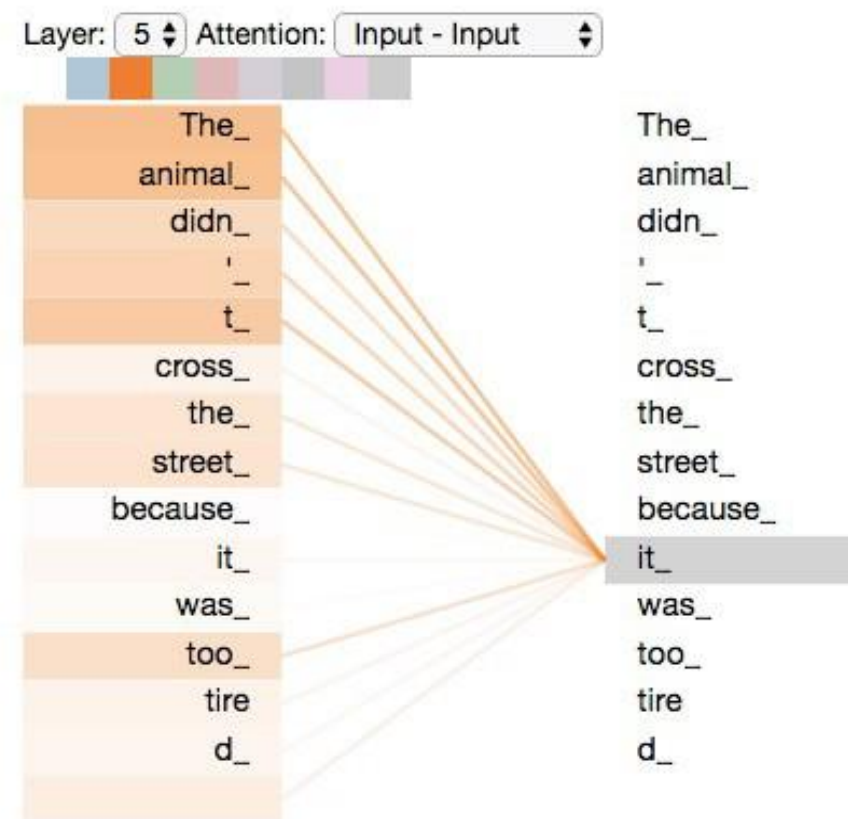 Layer: 5 Attention: Input - Input
The_ The_
animal_ animal_
didn_ didn_
'_ '_
t_ t_
cross_ cross_
the_ the_
street_ street_
because_ because_
it_ it_
was_ was_
too_ too_
tire tire
d_ d_